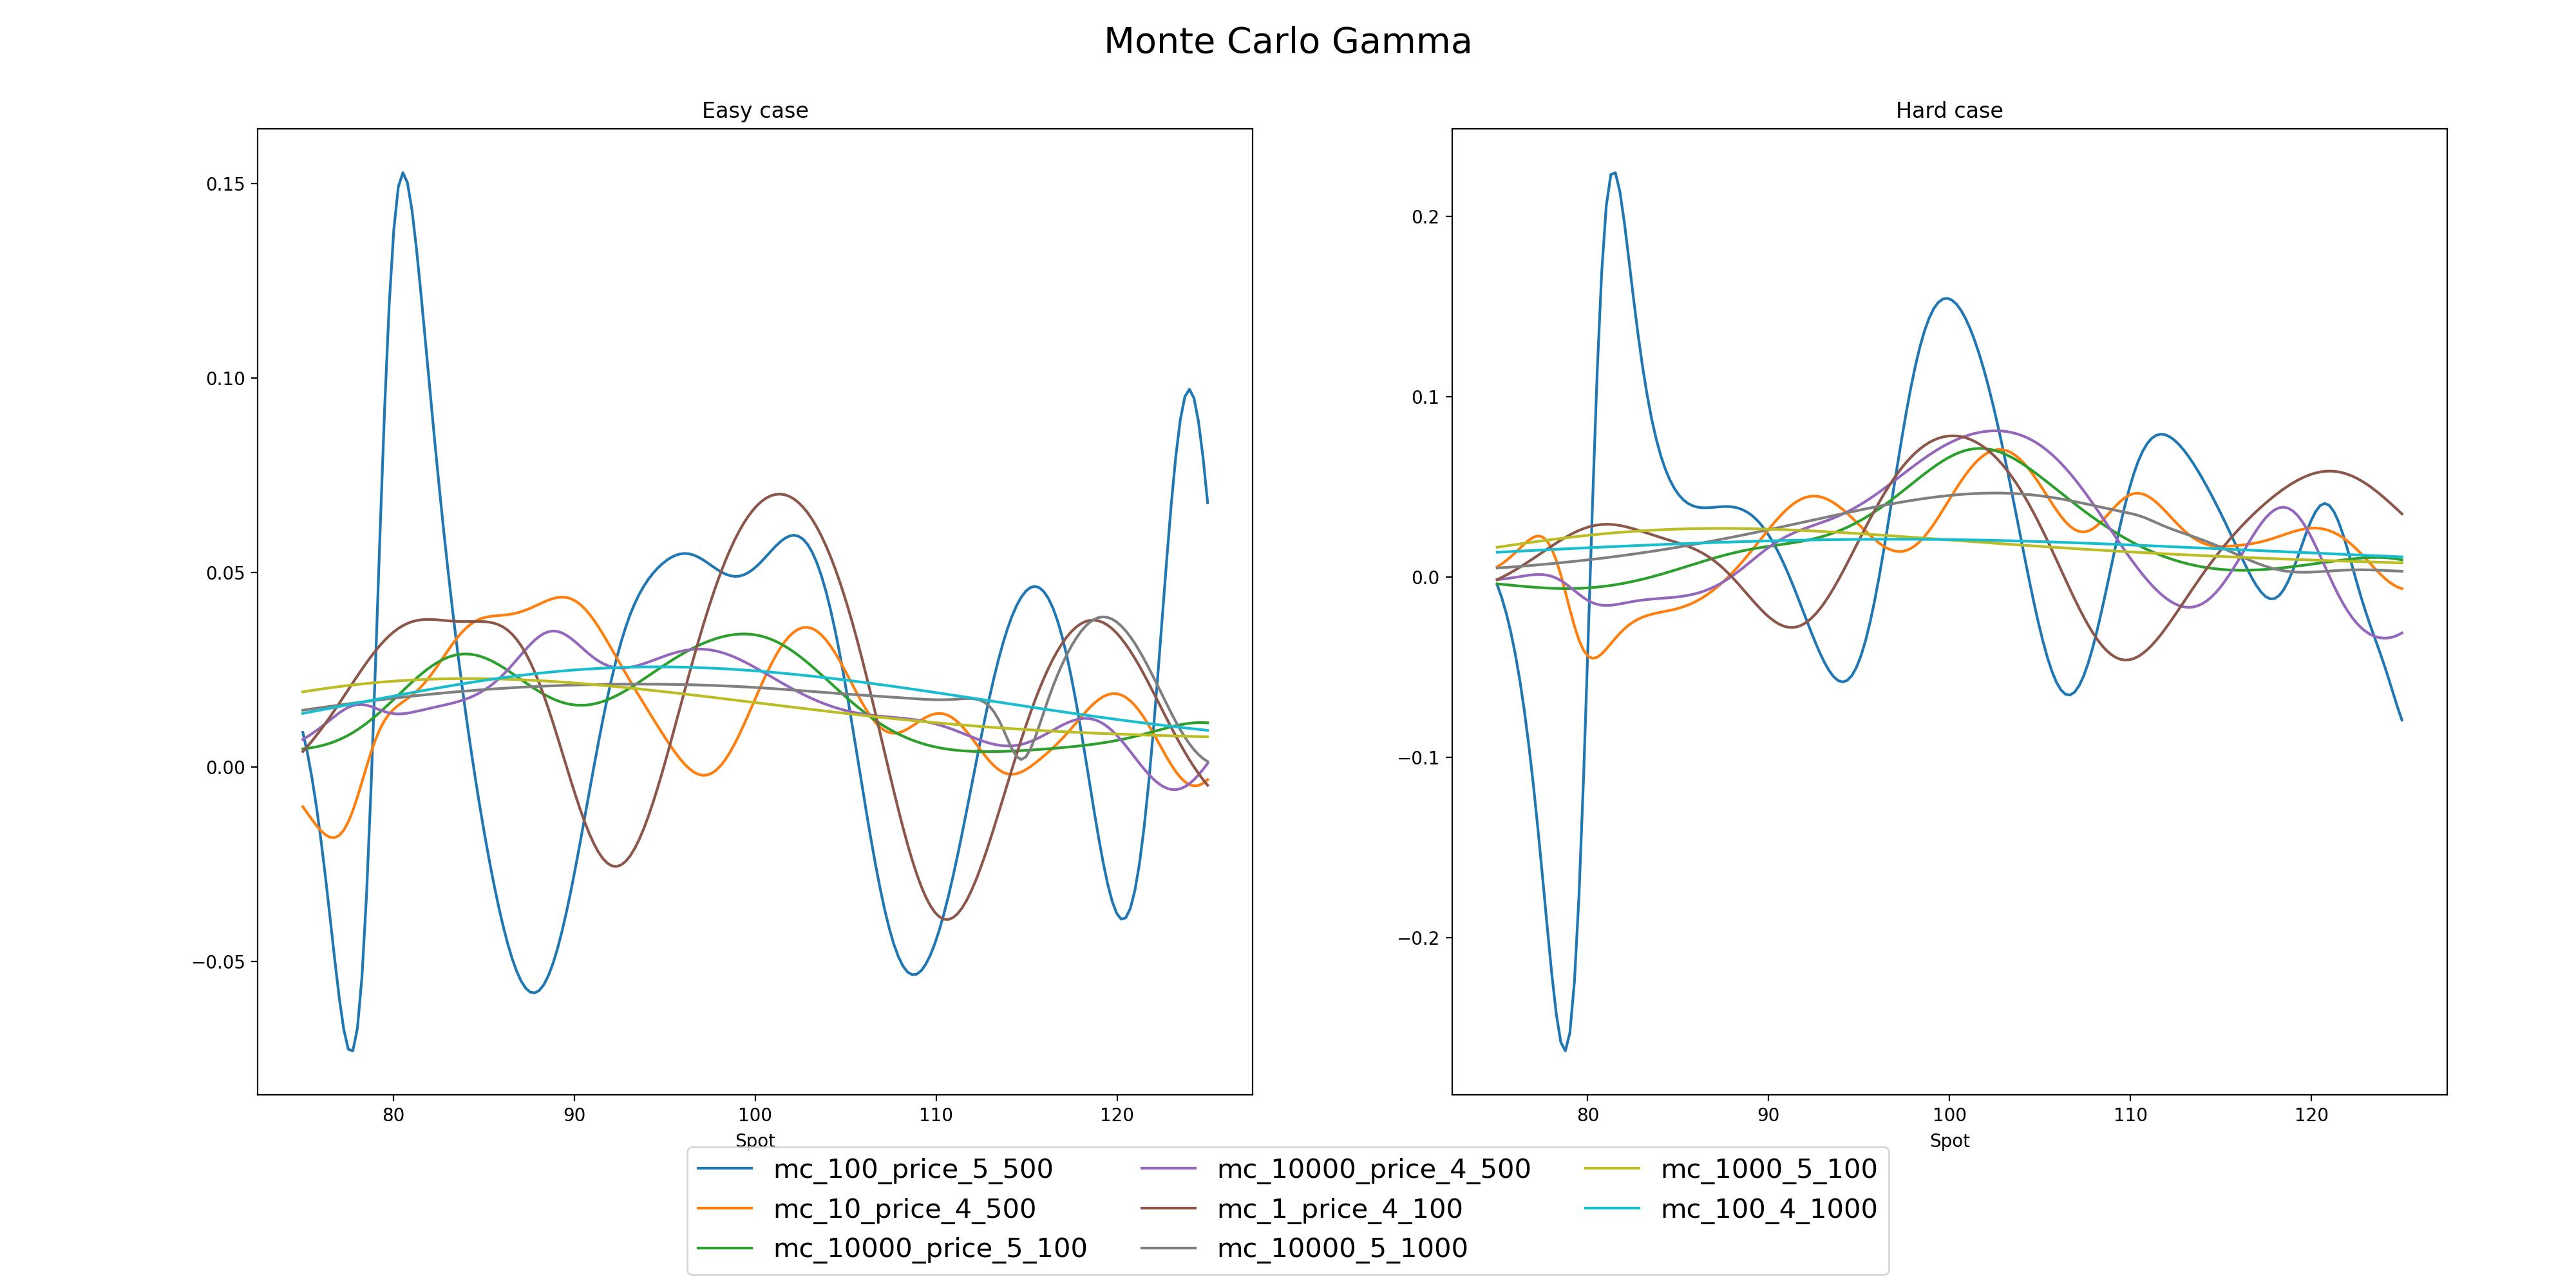 Monte Carlo Gamma
Easy case
0.15
0.10
0.05
0.00
−0.05
80 90 100 110 120
Spot
Hard case
0.2
0.1
0.0
−0.1
−0.2
80 90 100 110 120
Spot
mc_100_price_5_500
mc_10_price_4_500
mc_10000_price_5_100
mc_10000_price_4_500
mc_1_price_4_100
mc_10000_5_1000
mc_1000_5_100
mc_100_4_1000